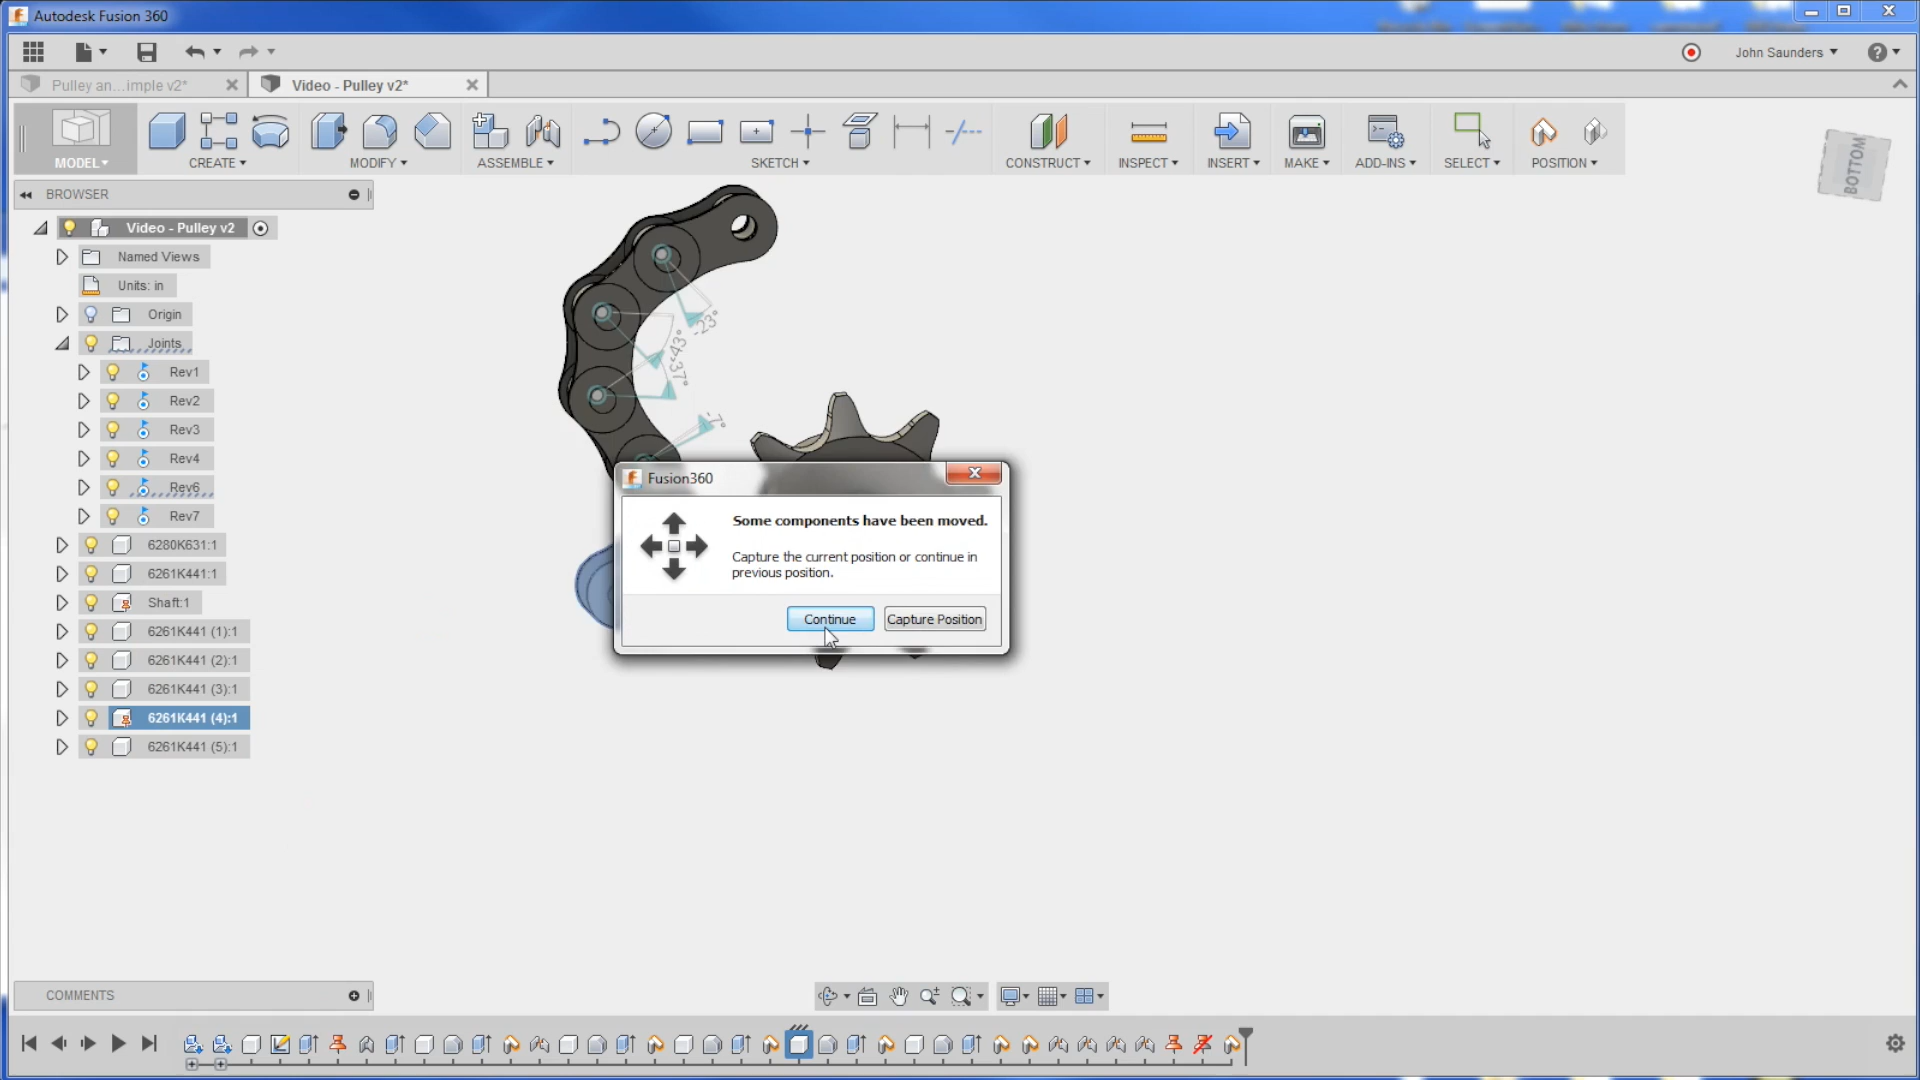 Autodesk Fusion 360
John Saunders
Pulley an...imple v2*
Video - Pulley v2*
MODEL
CREATE
MODIFY
ASSEMBLE
SKETCH
CONSTRUCT
INSPECT
INSERT
MAKE
ADD-INS
SELECT
POSITION
BOTTOM
BROWSER
Video - Pulley v2
Named Views
Units: in
Origin
Joints
Rev1
Rev2
Rev3
Rev4
Rev6
Rev7
6280K631:1
6261K441:1
Shaft:1
6261K441 (1):1
6261K441 (2):1
6261K441 (3):1
6261K441 (4):1
6261K441 (5):1
-23°
-7°
Fusion360
Some components have been moved.
Capture the current position or continue in
previous position.
Continue
Capture Position
COMMENTS